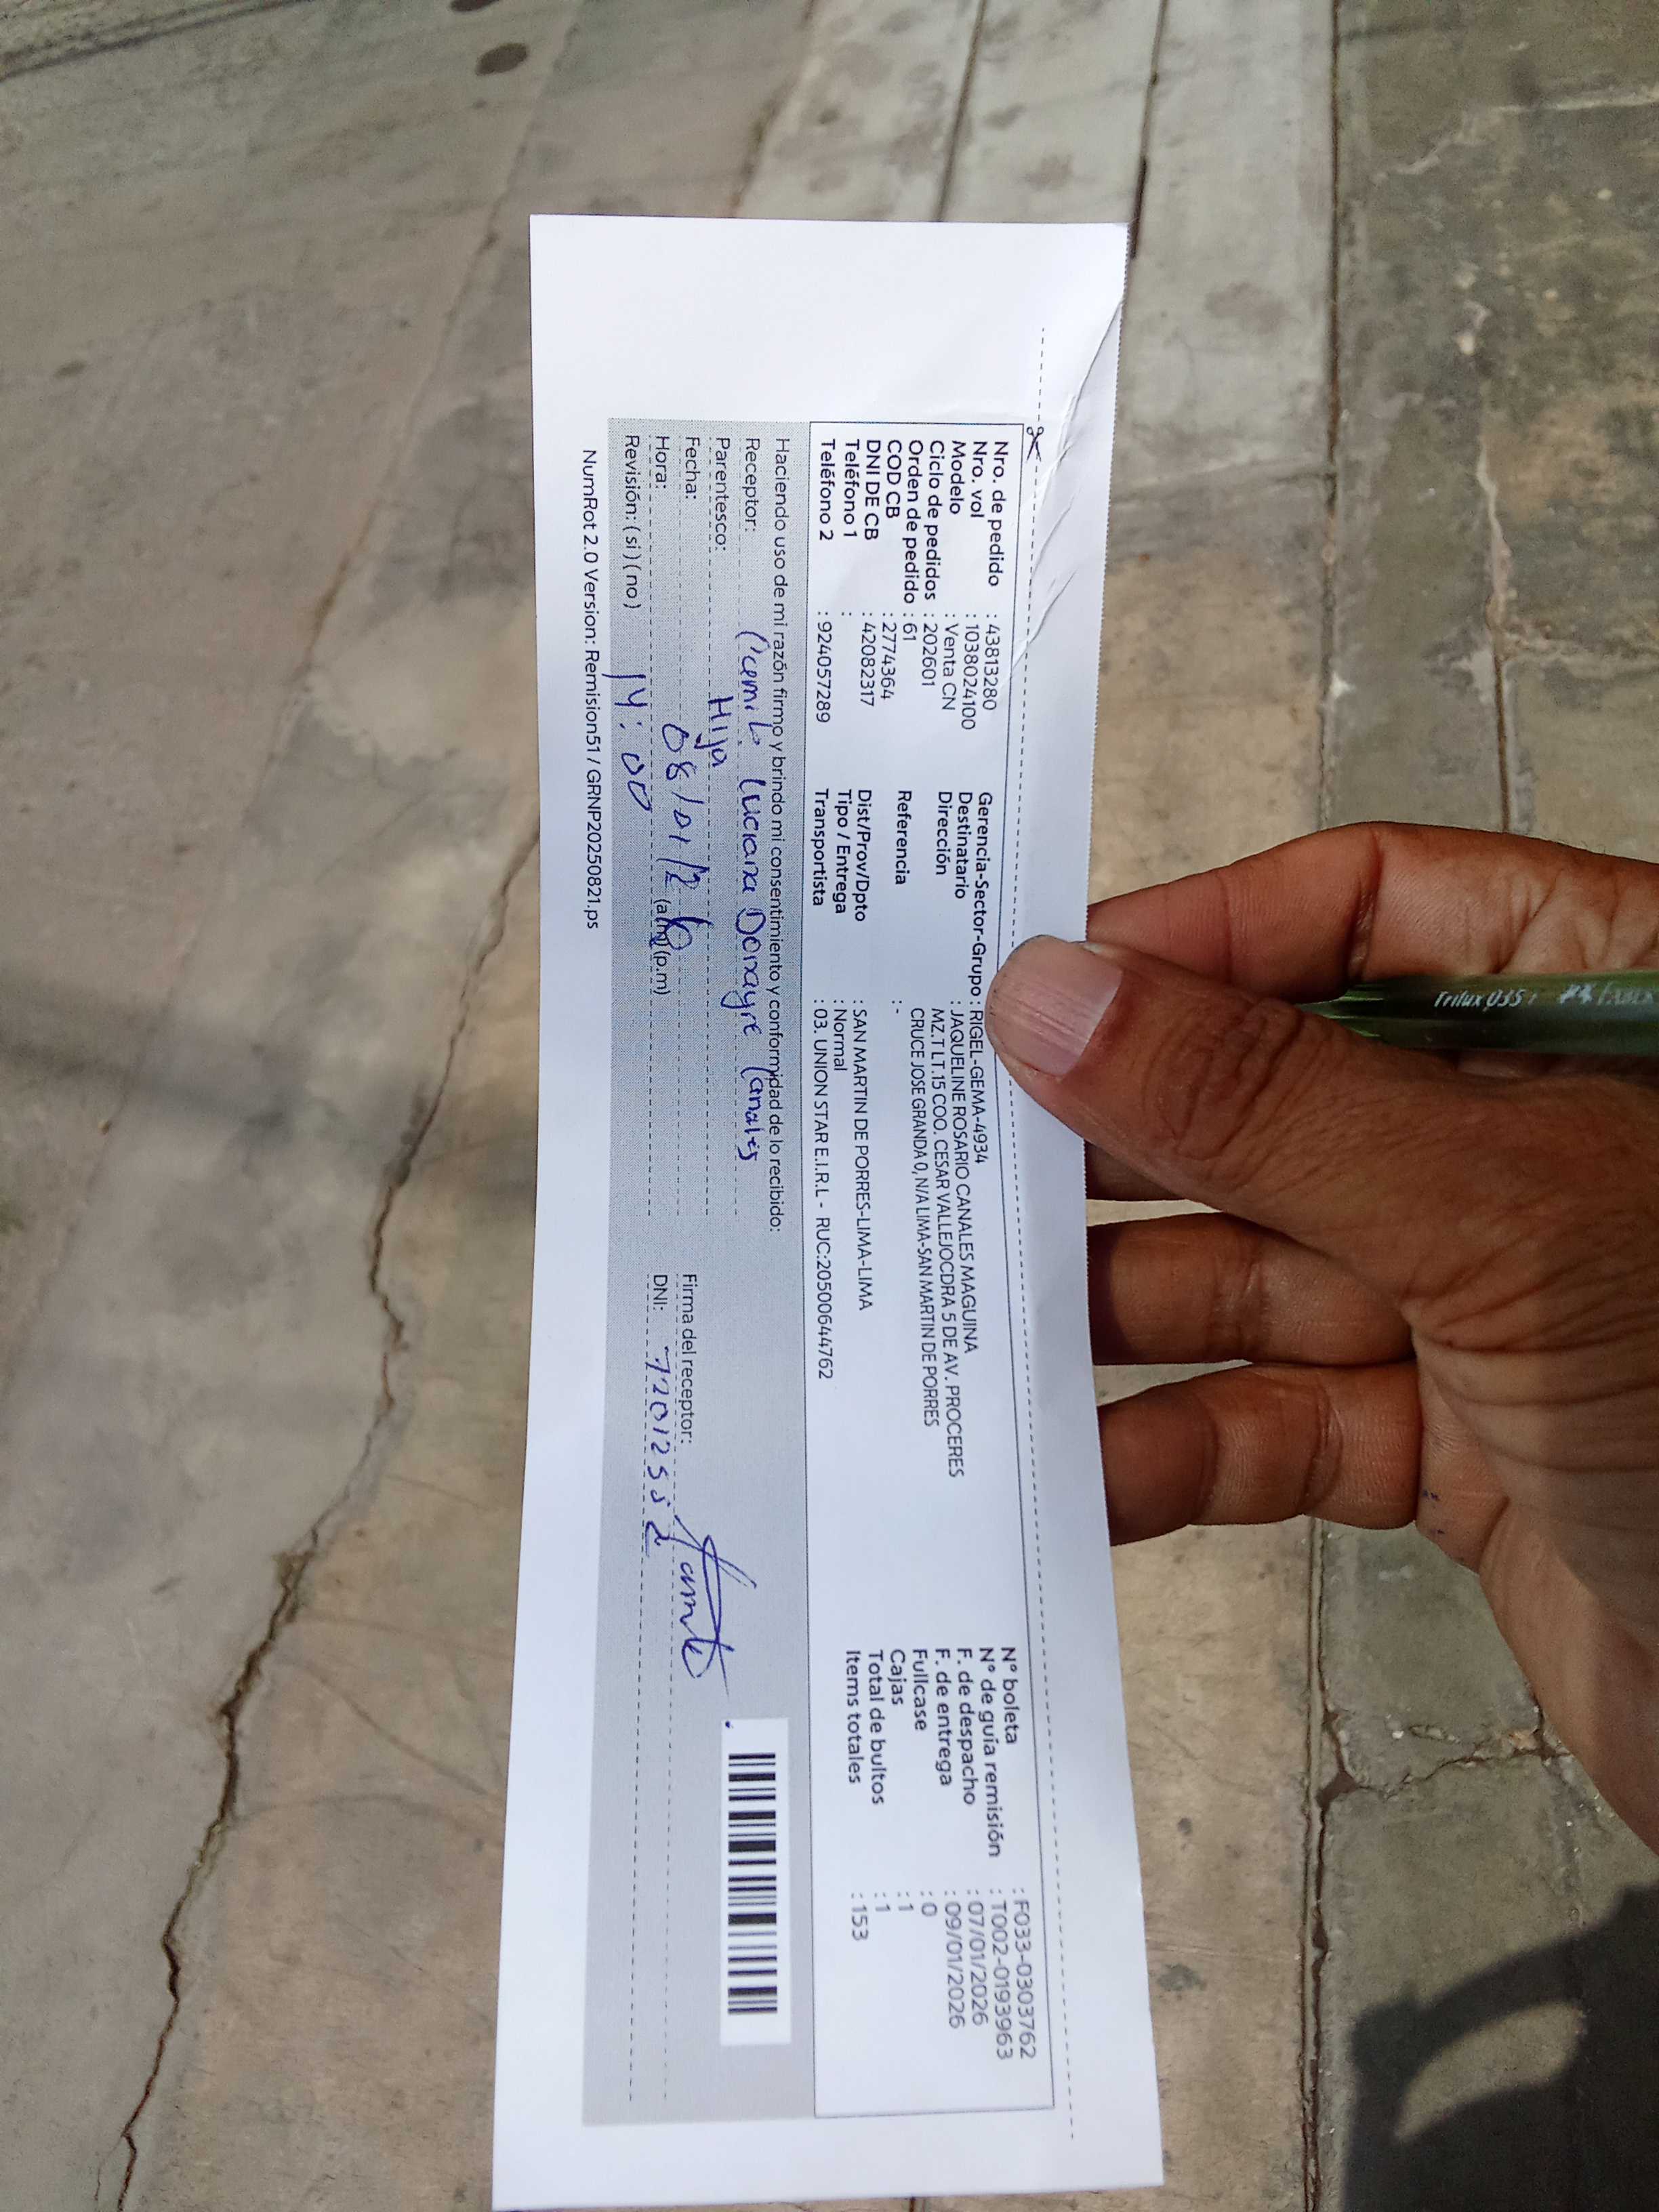 Nro. de pedido : 43813280
Nro. vol : 1038024100
Modelo : Venta CN
Ciclo de pedidos : 202601
Orden de pedido : 61
COD CB : 2774364
DNI DE CB : 42082317
Teléfono 1 :
Teléfono 2 : 924057289
Gerencia-Sector-Grupo : RIGEL-GEMA-4934
Destinatario : JAQUELINE ROSARIO CANALES MAGUINA
Dirección MZ.T LT.15 COO. CESAR VALLEJOCDRA 5 DE AV. PROCERES
CRUCE JOSE GRANDA 0, N/A LIMA-SAN MARTIN DE PORRES
Referencia : -
Dist/Prov/Dpto : SAN MARTIN DE PORRES-LIMA-LIMA
Tipo / Entrega : Normal
Transportista : 03. UNION STAR E.I.R.L - RUC:20500644762
N° boleta : F033-0303762
N° de guía remisión : T002-0193963
F. de despacho : 07/01/2026
F. de entrega : 09/01/2026
Fullcase : 0
Cajas : 1
Total de bultos : 1
Items totales : 153
Haciendo uso de mi razón firmo y brindo mi consentimiento y conformidad de lo recibido:
Receptor: Luciana Donayre Canales
Parentesco: Hija
Fecha: 08/01/26
Hora: (a.m) (p.m)
Revisión: ( si ) ( no ) 14:00
Firma del receptor:
DNI: 72012552
NumRot 2.0 Version: Remision51 / GRNP20250821.ps
Trilux 035